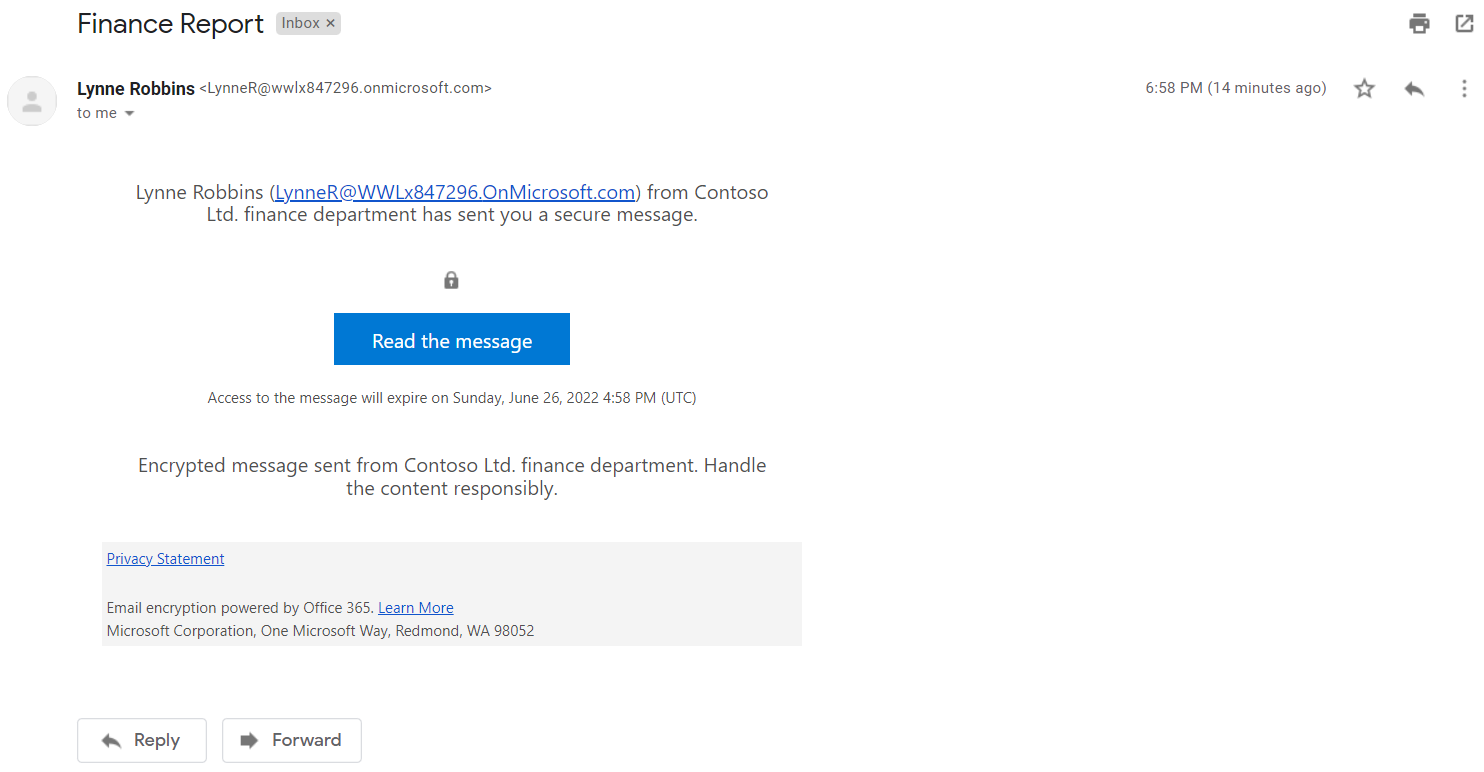 Finance Report Inbox ×
Lynne Robbins <LynneR@wwlx847296.onmicrosoft.com> 6:58 PM (14 minutes ago)
to me
Lynne Robbins (LynneR@WWLx847296.OnMicrosoft.com) from Contoso
Ltd. finance department has sent you a secure message.
Read the message
Access to the message will expire on Sunday, June 26, 2022 4:58 PM (UTC)
Encrypted message sent from Contoso Ltd. finance department. Handle
the content responsibly.
Privacy Statement
Email encryption powered by Office 365. Learn More
Microsoft Corporation, One Microsoft Way, Redmond, WA 98052
Reply Forward